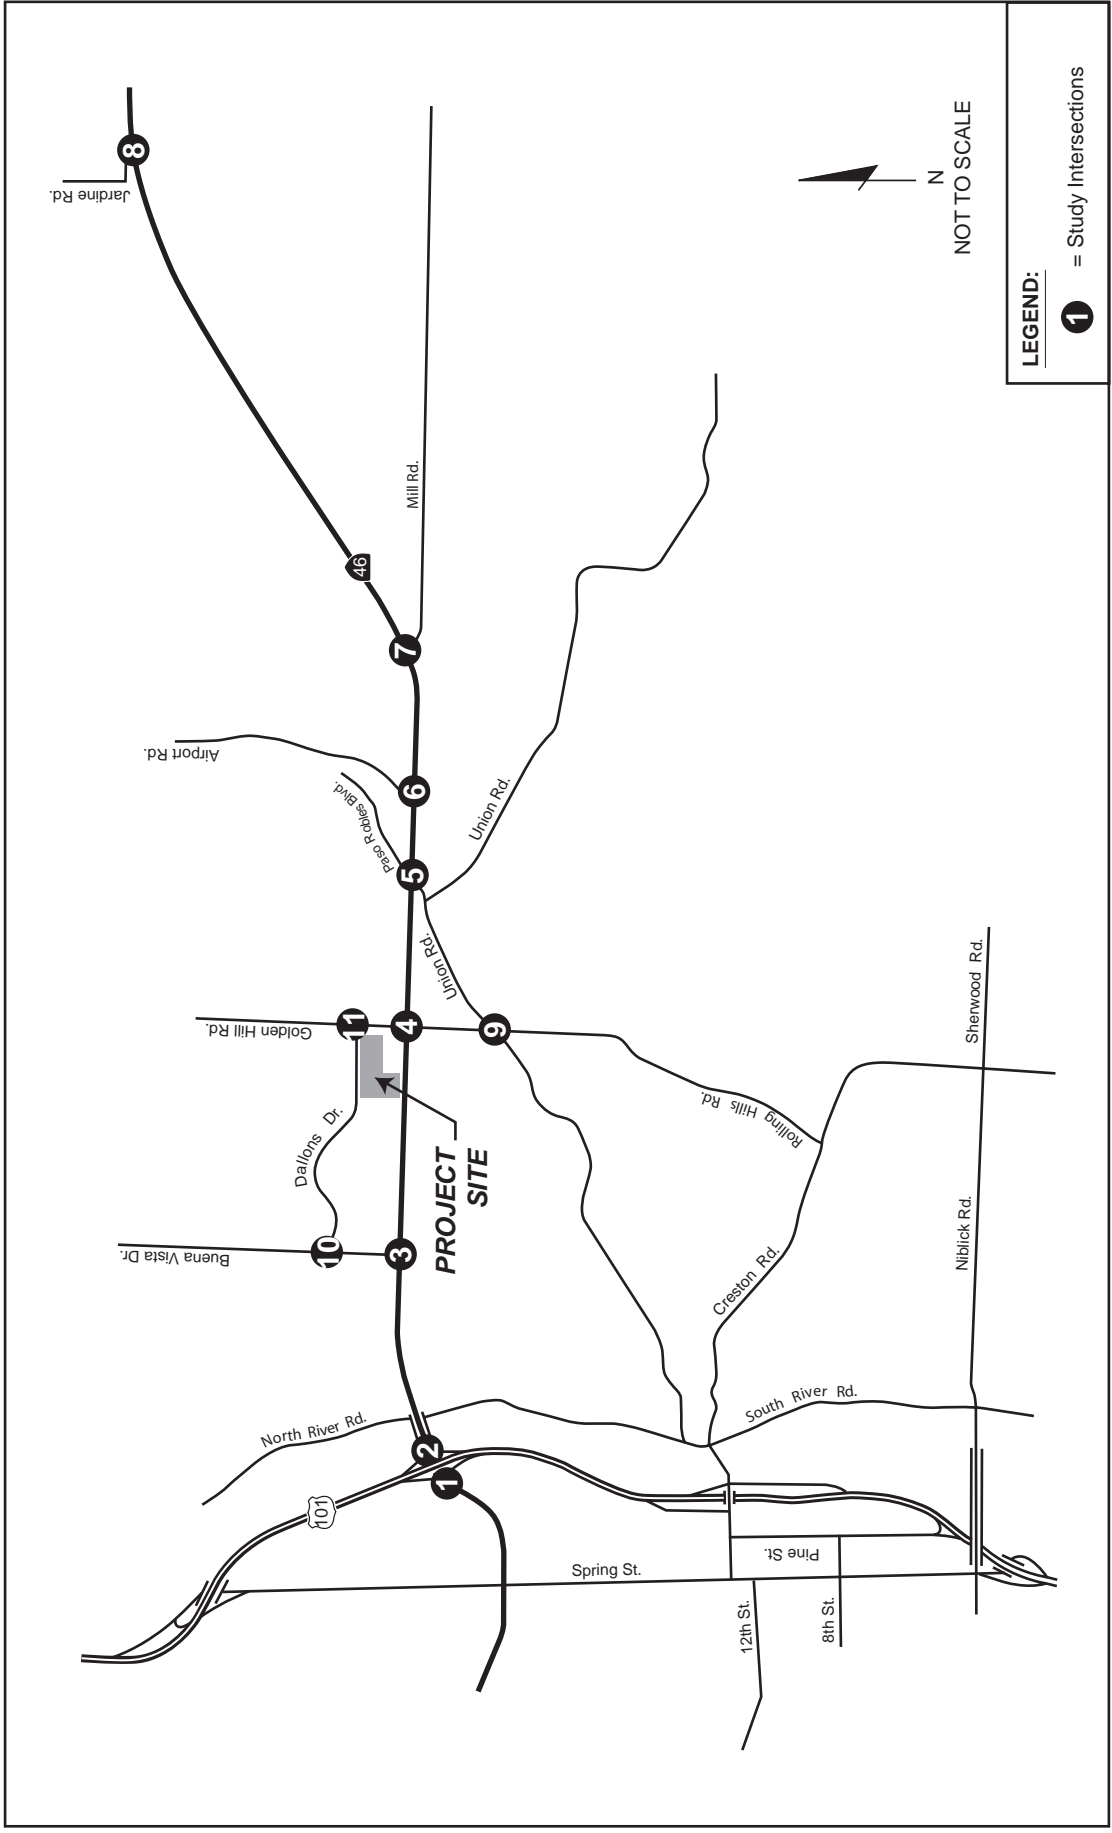 Jardine Rd.
8
Mill Rd.
46
7
Airport Rd.
Paso Robles Blvd.
6
5
Union Rd.
Union Rd.
Golden Hill Rd.
11
4
9
Dallons Dr.
PROJECT
SITE
Rolling Hills Rd.
Buena Vista Dr.
10
3
Creston Rd.
Sherwood Rd.
Niblick Rd.
North River Rd.
South River Rd.
2
1
101
Spring St.
Pine St.
12th St.
8th St.
N
NOT TO SCALE
LEGEND:
1 = Study Intersections